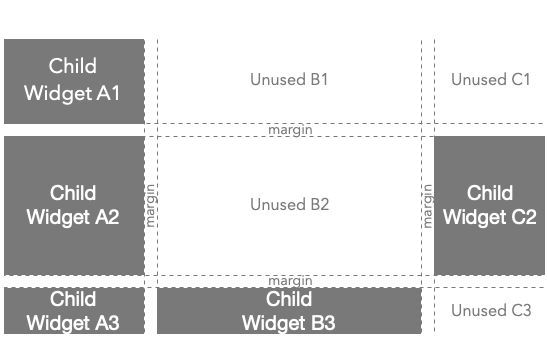 Child
Widget A1
Unused B1
Unused C1
margin
Child
Widget A2
margin
Unused B2
margin
Child
Widget C2
margin
Child
Widget A3
Child
Widget B3
Unused C3